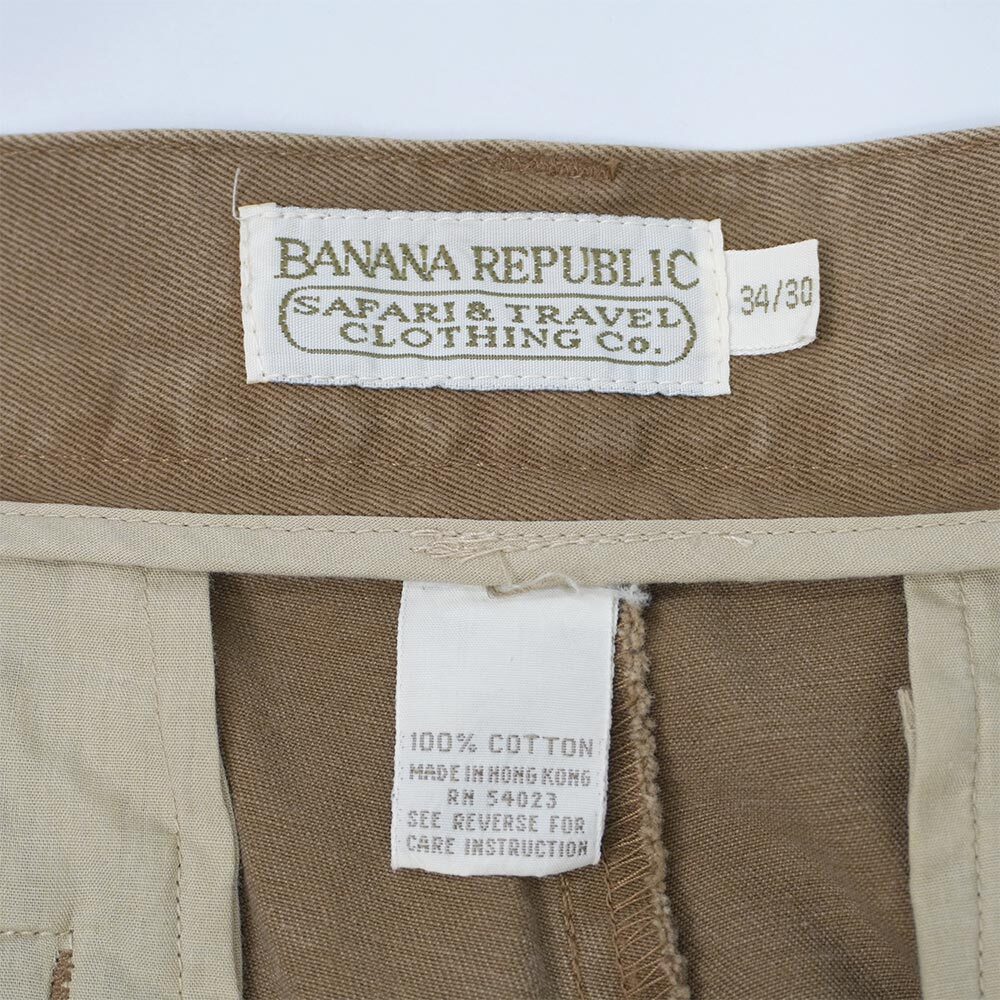 BANANA REPUBLIC
SAFARI & TRAVEL
CLOTHING Co.
34/30
100% COTTON
MADE IN HONG KONG
RN 54023
SEE REVERSE FOR
CARE INSTRUCTION